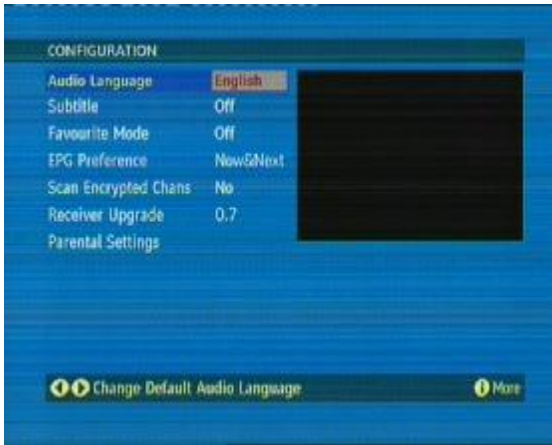 CONFIGURATION
Audio Language English
Subtitle Off
Favourite Mode Off
EPG Preference Now&Next
Scan Encrypted Chans No
Receiver Upgrade 0.7
Parental Settings
Change Default Audio Language i More